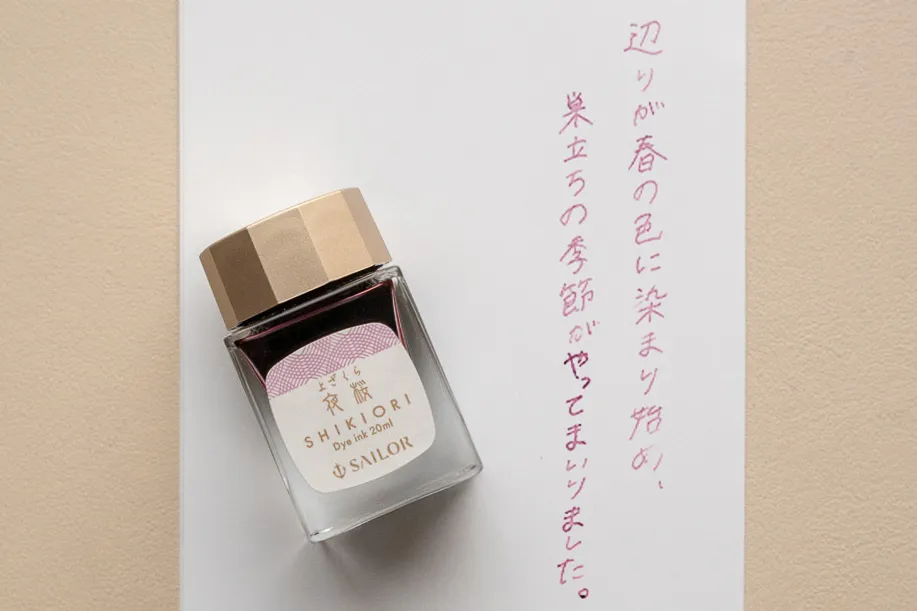 辺りが春の色に染まり始め、
巣立ちの季節がやってまいりました。
よざくら
夜桜
SHIKIORI
Dye ink 20ml
SAILOR